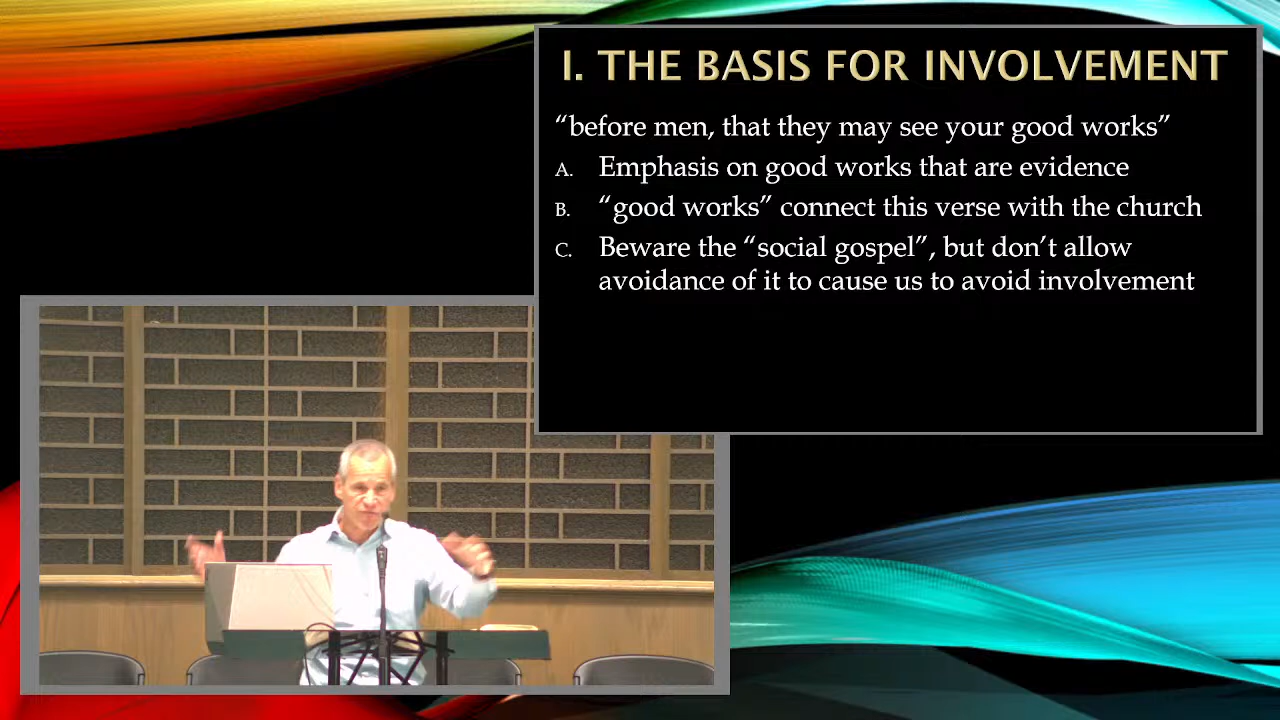 I. THE BASIS FOR INVOLVEMENT
“before men, that they may see your good works”
A. Emphasis on good works that are evidence
B. “good works” connect this verse with the church
C. Beware the “social gospel”, but don’t allow
avoidance of it to cause us to avoid involvement